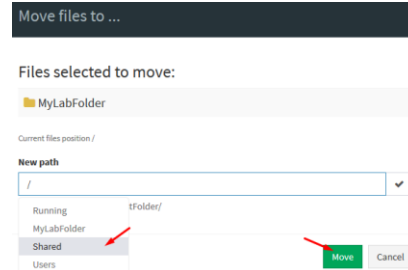 Move files to ...
Files selected to move:
MyLabFolder
Current files position /
New path
/
Running
tFolder/
MyLabFolder
Shared
Users
Move Cancel